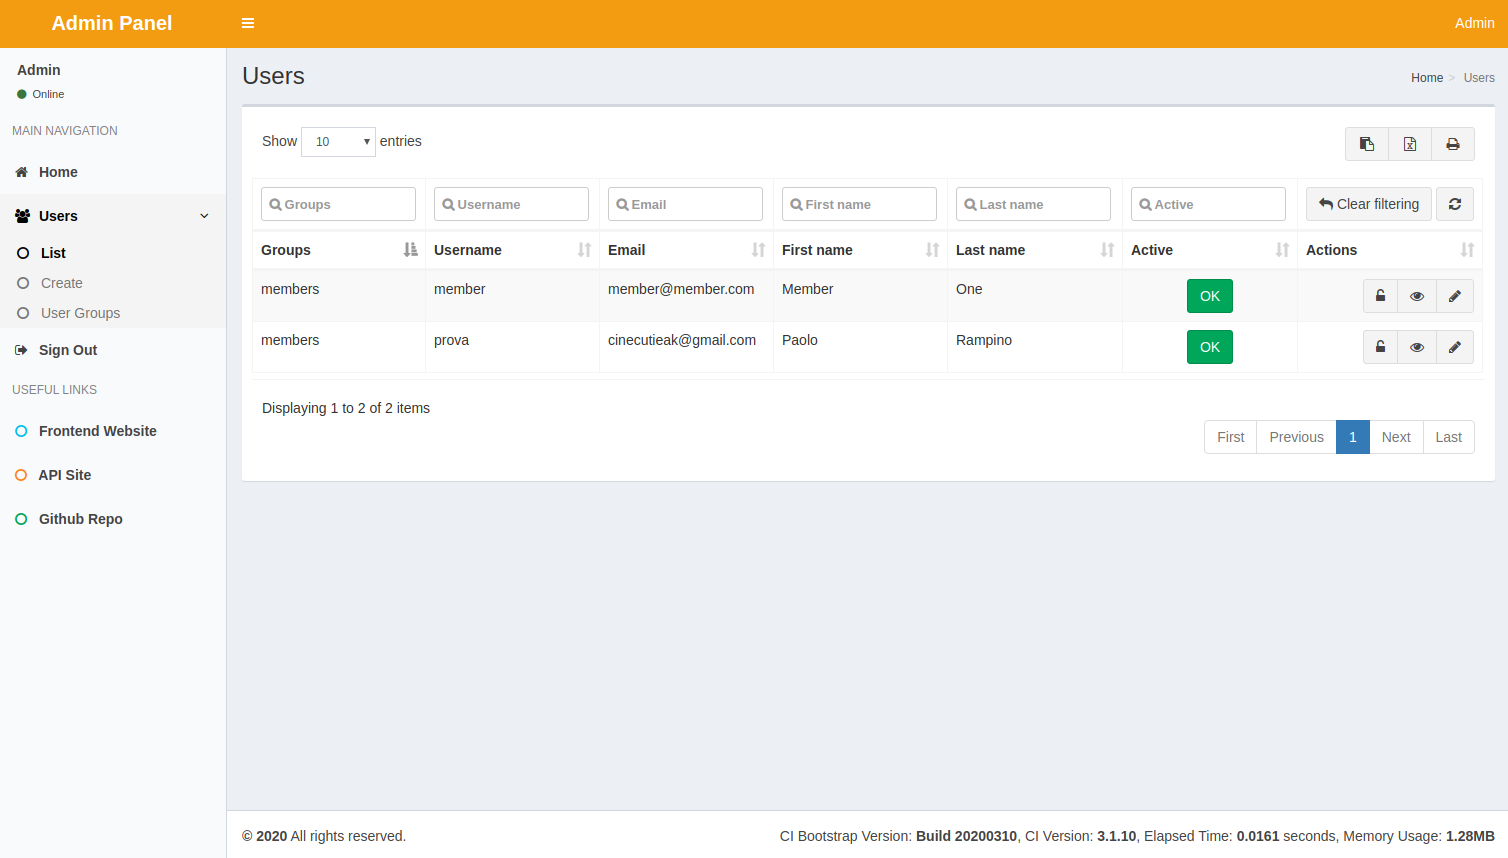 Admin Panel
Admin
Admin
Online
MAIN NAVIGATION
Home
Users
List
Create
User Groups
Sign Out
USEFUL LINKS
Frontend Website
API Site
Github Repo
Users
Home > Users
Show 10 entries
Groups Username Email First name Last name Active Clear filtering
Groups Username Email First name Last name Active Actions
members member member@member.com Member One OK
members prova cinecutieak@gmail.com Paolo Rampino OK
Displaying 1 to 2 of 2 items
First Previous 1 Next Last
© 2020 All rights reserved.
CI Bootstrap Version: Build 20200310, CI Version: 3.1.10, Elapsed Time: 0.0161 seconds, Memory Usage: 1.28MB